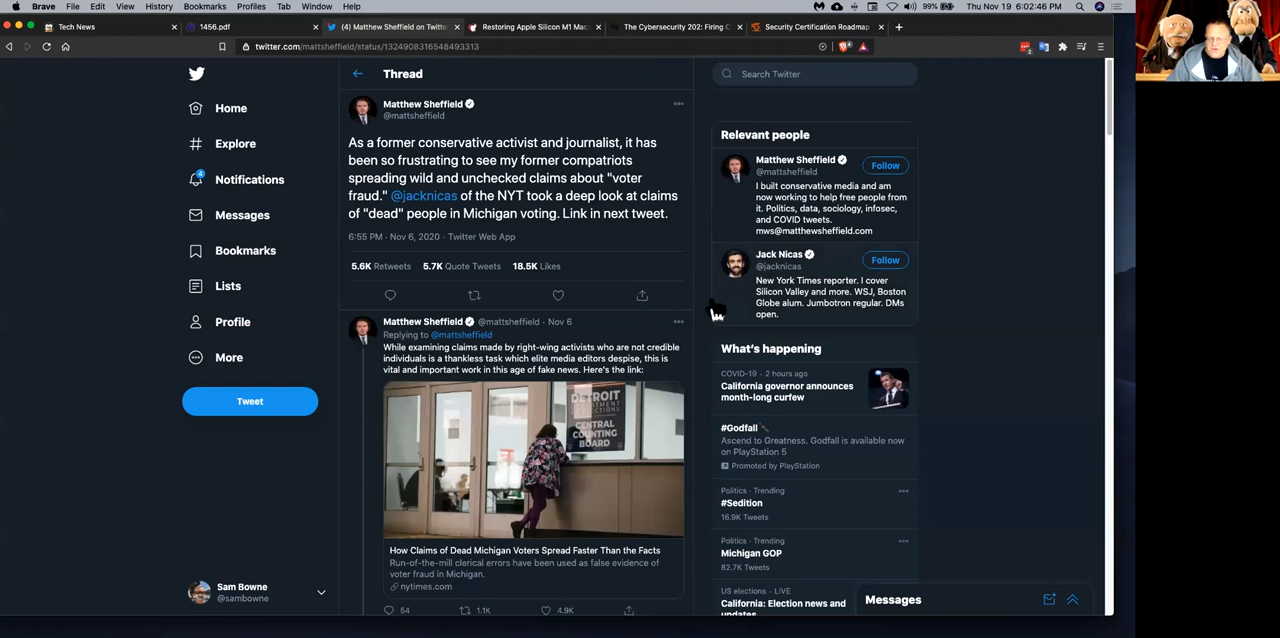 Brave File Edit View History Bookmarks Profiles Tab Window Help
99% Thu Nov 19 6:02:46 PM
Tech News
1456.pdf
(4) Matthew Sheffield on Twitte
Restoring Apple Silicon M1 Mac
The Cybersecurity 202: Firing C
Security Certification Roadmap
twitter.com/mattsheffield/status/1324908316548493313
Home
Explore
4
Notifications
Messages
Bookmarks
Lists
Profile
More
Tweet
Sam Bowne
@sambowne
Thread
Matthew Sheffield
@mattsheffield
As a former conservative activist and journalist, it has
been so frustrating to see my former compatriots
spreading wild and unchecked claims about "voter
fraud." @jacknicas of the NYT took a deep look at claims
of "dead" people in Michigan voting. Link in next tweet.
6:55 PM · Nov 6, 2020 · Twitter Web App
5.6K Retweets 5.7K Quote Tweets 18.5K Likes
Matthew Sheffield @mattsheffield · Nov 6
Replying to @mattsheffield
While examining claims made by right-wing activists who are not credible
individuals is a thankless task which elite media editors despise, this is
vital and important work in this age of fake news. Here's the link:
DETROIT
DEPARTMENT
ELECTIONS
CENTRAL
COUNTING
BOARD
How Claims of Dead Michigan Voters Spread Faster Than the Facts
Run-of-the-mill clerical errors have been used as false evidence of
voter fraud in Michigan.
nytimes.com
54 1.1K 4.9K
Search Twitter
Relevant people
Matthew Sheffield
@mattsheffield
Follow
I built conservative media and am
now working to help free people from
it. Politics, data, sociology, infosec,
and COVID tweets.
mws@matthewsheffield.com
Jack Nicas
@jacknicas
Follow
New York Times reporter. I cover
Silicon Valley and more. WSJ, Boston
Globe alum. Jumbotron regular. DMs
open.
What's happening
COVID-19 · 2 hours ago
California governor announces
month-long curfew
#Godfall
Ascend to Greatness. Godfall is available now
on PlayStation 5
Promoted by PlayStation
Politics · Trending
#Sedition
16.9K Tweets
Politics · Trending
Michigan GOP
82.7K Tweets
US elections · LIVE
California: Election news and
updates
Messages